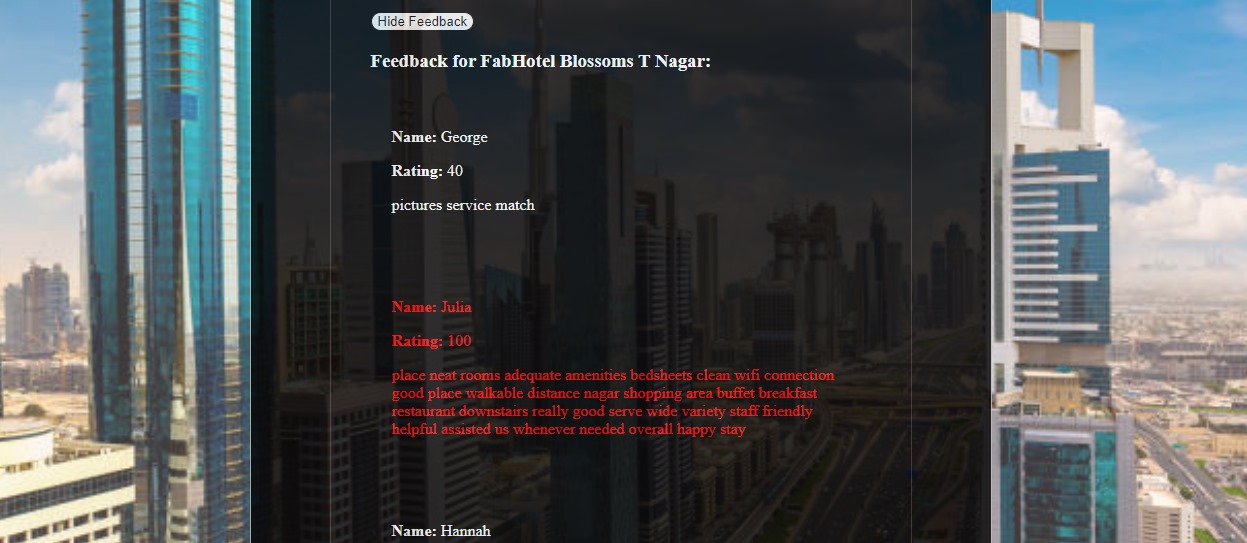 Hide Feedback
Feedback for FabHotel Blossoms T Nagar:
Name: George
Rating: 40
pictures service match
Name: Julia
Rating: 100
place neat rooms adequate amenities bedsheets clean wifi connection
good place walkable distance nagar shopping area buffet breakfast
restaurant downstairs really good serve wide variety staff friendly
helpful assisted us whenever needed overall happy stay
Name: Hannah